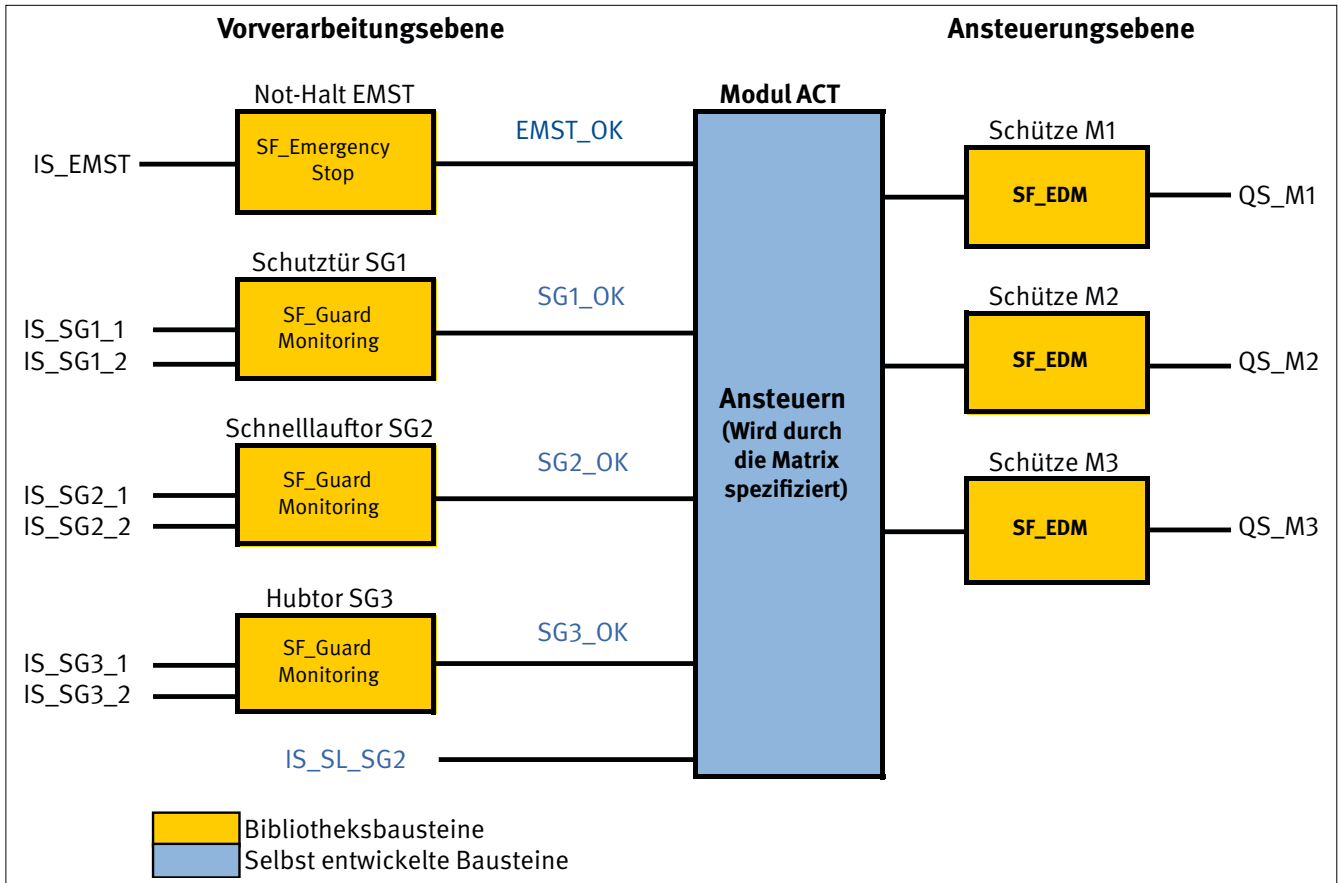 Vorverarbeitungsebene
Ansteuerungsebene
Not-Halt EMST
Modul ACT
IS_EMST
SF_Emergency
Stop
EMST_OK
Schütze M1
SF_EDM
QS_M1
Schutztür SG1
IS_SG1_1
IS_SG1_2
SF_Guard
Monitoring
SG1_OK
Schütze M2
SF_EDM
QS_M2
Schnelllauftor SG2
IS_SG2_1
IS_SG2_2
SF_Guard
Monitoring
SG2_OK
Ansteuern
(Wird durch
die Matrix
spezifiziert)
Schütze M3
SF_EDM
QS_M3
Hubtor SG3
IS_SG3_1
IS_SG3_2
SF_Guard
Monitoring
SG3_OK
IS_SL_SG2
Bibliotheksbausteine
Selbst entwickelte Bausteine